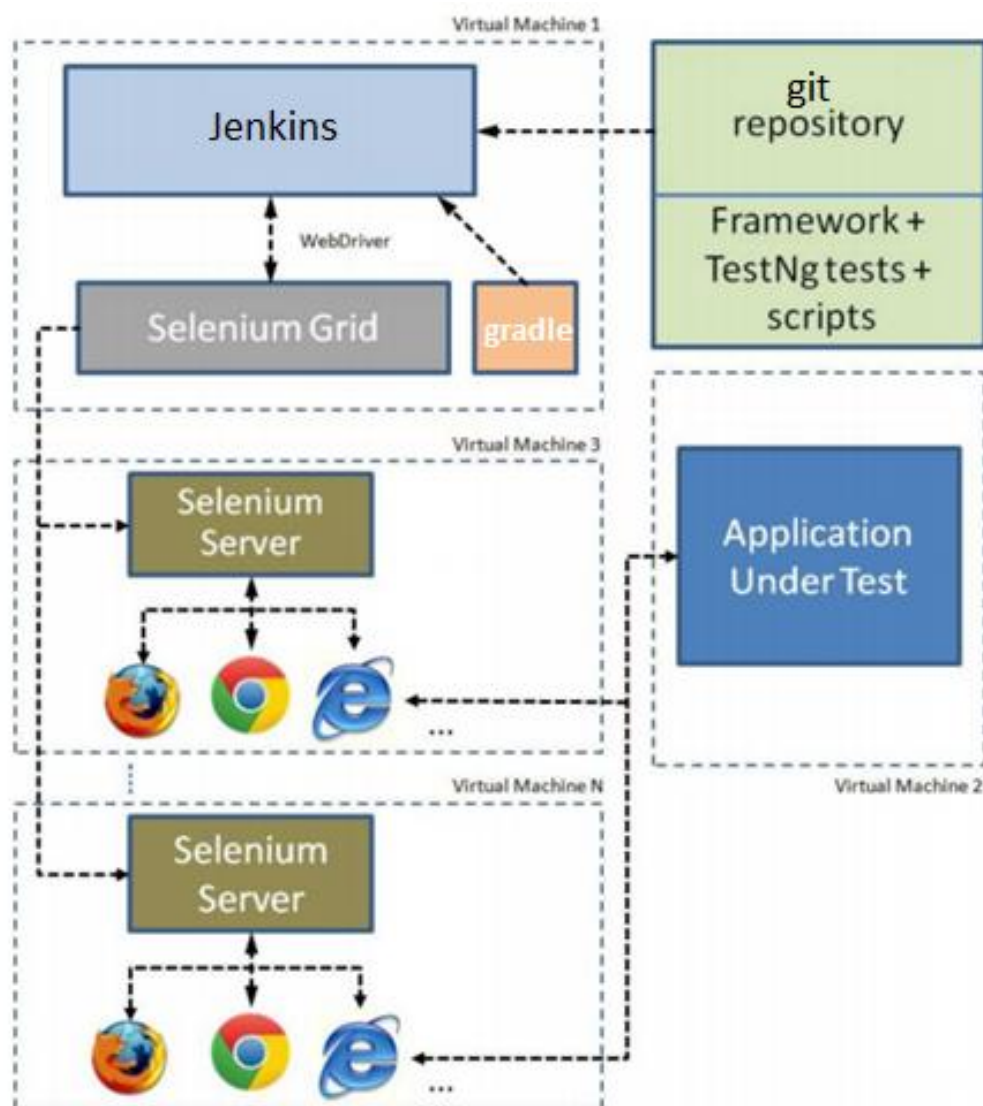 Virtual Machine 1
Jenkins
git
repository
WebDriver
Framework +
TestNg tests +
scripts
Selenium Grid
gradle
Virtual Machine 3
Selenium
Server
Application
Under Test
...
Virtual Machine N
Virtual Machine 2
Selenium
Server
...